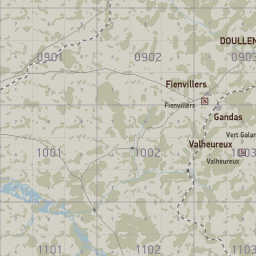 DOULLEN
0901
0902
0903
Fienvillers
Fienvillers
Gandas
Vert Galan
Valheureux
1001
1002
1003
Valheureux
1101
1102
1103